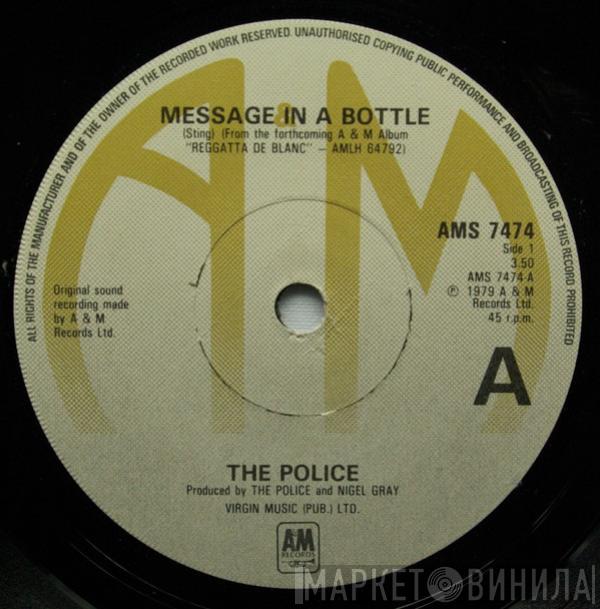 ALL RIGHTS OF THE MANUFACTURER AND OF THE OWNER OF THE RECORDED WORK RESERVED. UNAUTHORISED COPYING PUBLIC PERFORMANCE AND BROADCASTING OF THIS RECORD PROHIBITED
MESSAGE IN A BOTTLE
(Sting) (From the forthcoming A & M Album
"REGGATTA DE BLANC" – AMLH 64792)
AMS 7474
Side 1
3.50
AMS 7474-A
℗ 1979 A & M
Records Ltd.
45 r.p.m.
Original sound
recording made
by A & M
Records Ltd.
A
THE POLICE
Produced by THE POLICE and NIGEL GRAY
VIRGIN MUSIC (PUB.) LTD.
AM
RECORDS
МАРКЕТ ВИНИЛА